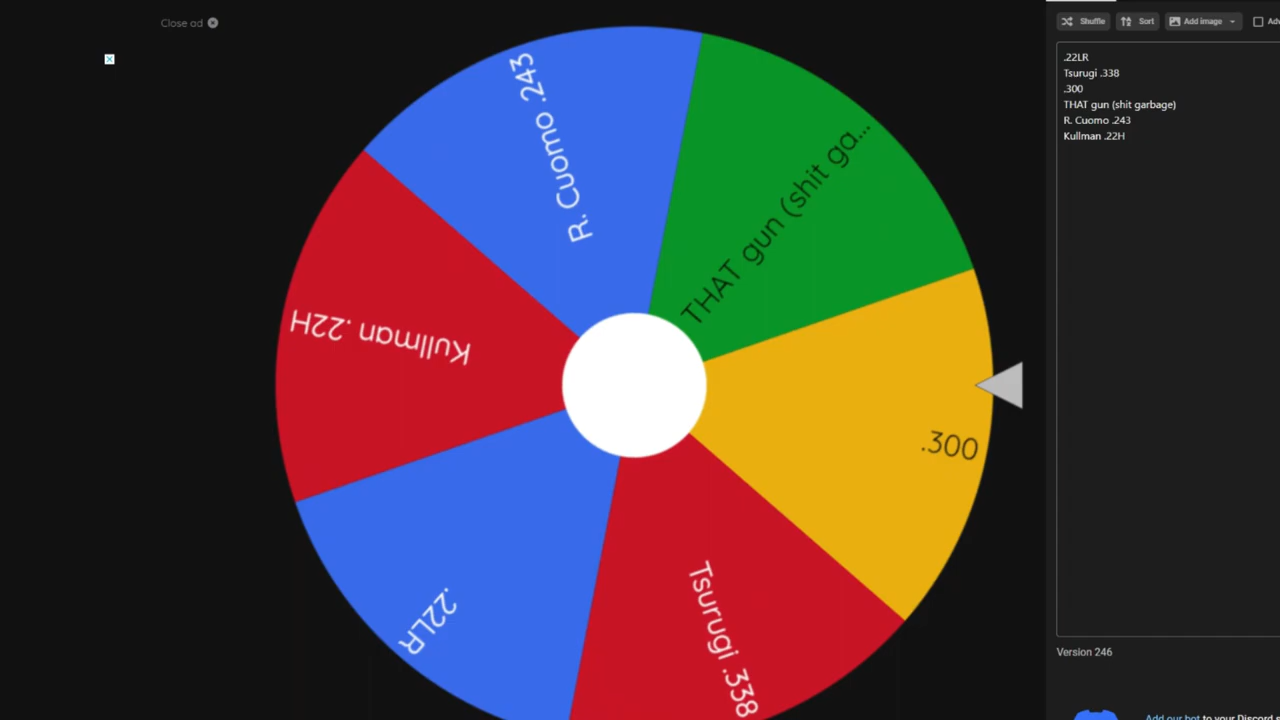 Close ad
Shuffle
Sort
Add image
.22LR
Tsurugi .338
.300
THAT gun (shit garbage)
R. Cuomo .243
Kullman .22H
R. Cuomo .243
THAT gun (shit ga...
Kullman .22H
.300
.22LR
Tsurugi .338
Version 246
Add our bot to your Discord